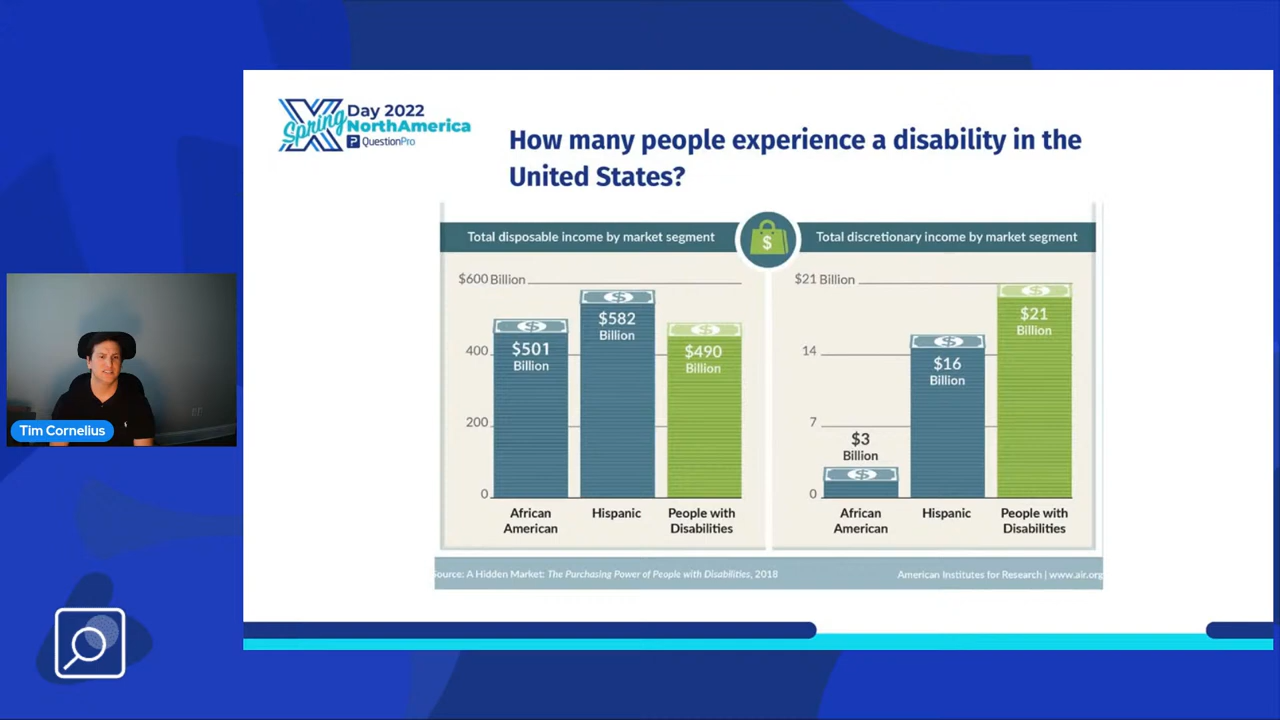 Spring
Day 2022
NorthAmerica
QuestionPro
How many people experience a disability in the
United States?
Total disposable income by market segment
$600 Billion
400
200
0
$501
Billion
$582
Billion
$490
Billion
African
American
Hispanic
People with
Disabilities
$
Total discretionary income by market segment
$21 Billion
14
7
0
$3
Billion
$16
Billion
$21
Billion
African
American
Hispanic
People with
Disabilities
ource: A Hidden Market: The Purchasing Power of People with Disabilities, 2018
American Institutes for Research | www.air.org
Tim Cornelius